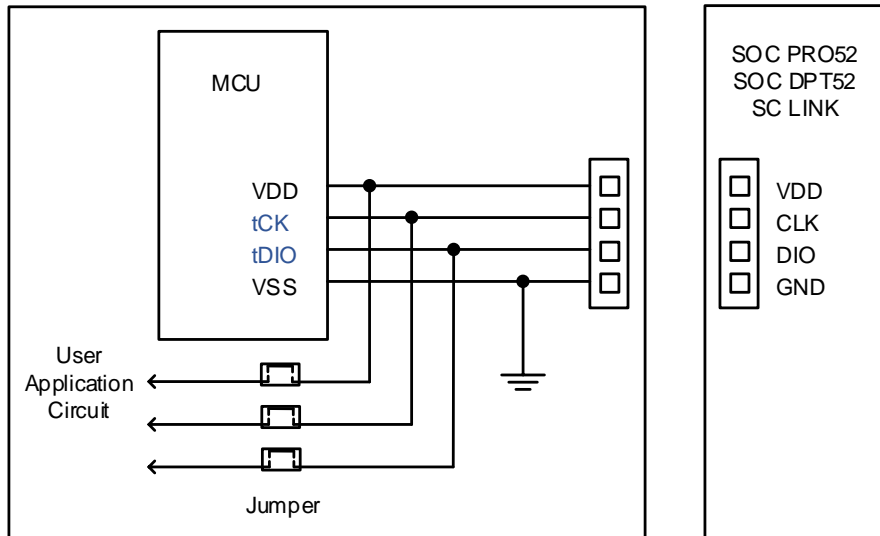 MCU
VDD
tCK
tDIO
VSS
User
Application
Circuit
Jumper
SOC PRO52
SOC DPT52
SC LINK
VDD
CLK
DIO
GND